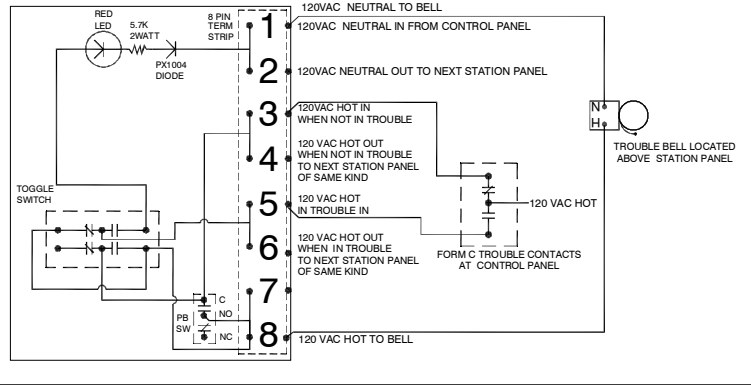 120VAC NEUTRAL TO BELL
RED
LED
5.7K
2WATT
PX1004
DIODE
8 PIN
TERM
STRIP
1
120VAC NEUTRAL IN FROM CONTROL PANEL
2
120VAC NEUTRAL OUT TO NEXT STATION PANEL
3
120VAC HOT IN
WHEN NOT IN TROUBLE
4
120 VAC HOT OUT
WHEN NOT IN TROUBLE
TO NEXT STATION PANEL
OF SAME KIND
5
120 VAC HOT
IN TROUBLE IN
6
120 VAC HOT OUT
WHEN IN TROUBLE
TO NEXT STATION PANEL
OF SAME KIND
7
8
120 VAC HOT TO BELL
N
H
TROUBLE BELL LOCATED
ABOVE STATION PANEL
120 VAC HOT
FORM C TROUBLE CONTACTS
AT CONTROL PANEL
TOGGLE
SWITCH
PB
SW
C
NO
NC